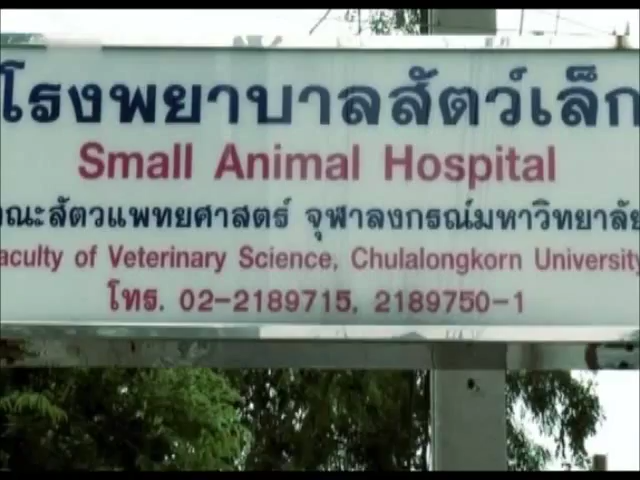 โรงพยาบาลสัตว์เล็ก
Small Animal Hospital
คณะสัตวแพทยศาสตร์ จุฬาลงกรณ์มหาวิทยาลัย
Faculty of Veterinary Science, Chulalongkorn University
โทร. 02-2189715, 2189750-1